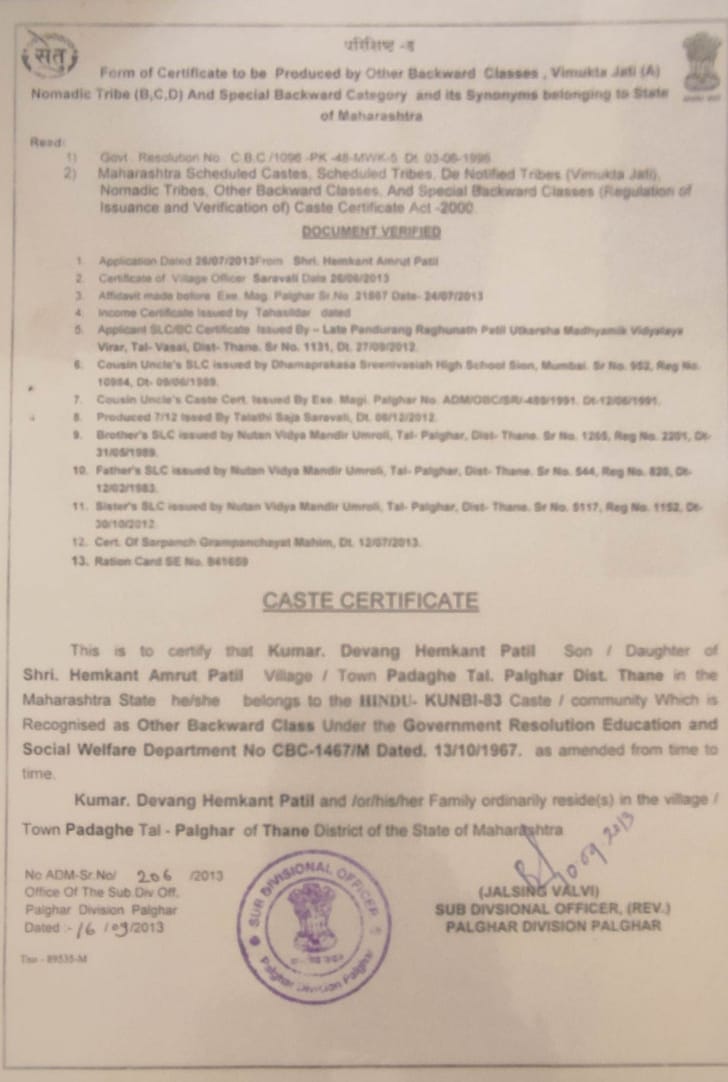 सेतु
परिशिष्ट -ड
Form of Certificate to be Produced by Other Backward Classes , Vimukta Jati (A)
Nomadic Tribe (B,C,D) And Special Backward Category and its Synonyms belonging to State
of Maharashtra
Read:
1) Govt. Resolution No. C.B.C./1096 -PK -48-MWK-5 Dt. 03-06-1996
2) Maharashtra Scheduled Castes, Scheduled Tribes, De Notified Tribes (Vimukta Jati),
Nomadic Tribes, Other Backward Classes, And Special Backward Classes (Regulation of
Issuance and Verification of) Caste Certificate Act -2000
DOCUMENT VERIFIED
1. Application Dated 26/07/2013From Shri. Hemkant Amrut Patil
2. Certificate of Village Officer Saravali Date 26/06/2013
3. Affidavit made before Exe. Mag. Palghar Sr.No 21867 Date- 24/07/2013
4. Income Certificate Issued by Tahasildar dated
5. Applicant SLC/BC Certificate Issued By – Late Pandurang Raghunath Patil Utkarsha Madhyamik Vidyalaya
Virar, Tal- Vasai, Dist- Thane. Sr No. 1131, Dt. 27/09/2012.
6. Cousin Uncle's SLC issued by Dhamaprakasa Sreenivasiah High School Sion, Mumbai. Sr No. 952, Reg No.
10984, Dt- 09/06/1989.
7. Cousin Uncle's Caste Cert. Issued By Exe. Magi. Palghar No. ADM/OBC/SR/-489/1991. Dt-12/06/1991.
8. Produced 7/12 Issed By Talathi Saja Saravali, Dt. 06/12/2012.
9. Brother's SLC issued by Nutan Vidya Mandir Umroli, Tal- Palghar, Dist- Thane. Sr No. 1265, Reg No. 2201, Dt-
31/05/1989.
10. Father's SLC issued by Nutan Vidya Mandir Umroli, Tal- Palghar, Dist- Thane. Sr No. 544, Reg No. 820, Dt-
12/02/1983.
11. Sister's SLC issued by Nutan Vidya Mandir Umroli, Tal- Palghar, Dist- Thane. Sr No. 5117, Reg No. 1152, Dt-
30/10/2012.
12. Cert. Of Sarpanch Grampanchayat Mahim, Dt. 12/07/2013.
13. Ration Card SE No. 841659
CASTE CERTIFICATE
This is to certify that Kumar. Devang Hemkant Patil Son / Daughter of
Shri. Hemkant Amrut Patil Village / Town Padaghe Tal. Palghar Dist. Thane in the
Maharashtra State he/she belongs to the HINDU- KUNBI-83 Caste / community Which is
Recognised as Other Backward Class Under the Government Resolution Education and
Social Welfare Department No CBC-1467/M Dated. 13/10/1967. as amended from time to
time.
Kumar. Devang Hemkant Patil and /or/his/her Family ordinarily reside(s) in the village /
Town Padaghe Tal - Palghar of Thane District of the State of Maharashtra
No ADM-Sr.No/ 206 /2013
Office Of The Sub.Div Off.
Palghar Division Palghar
Dated :-16/09/2013
Tno - 89535-M
SUB DIVISIONAL OFFICER
Palghar Division Palghar
(JALSING VALVI)
SUB DIVSIONAL OFFICER, (REV.)
PALGHAR DIVISION PALGHAR